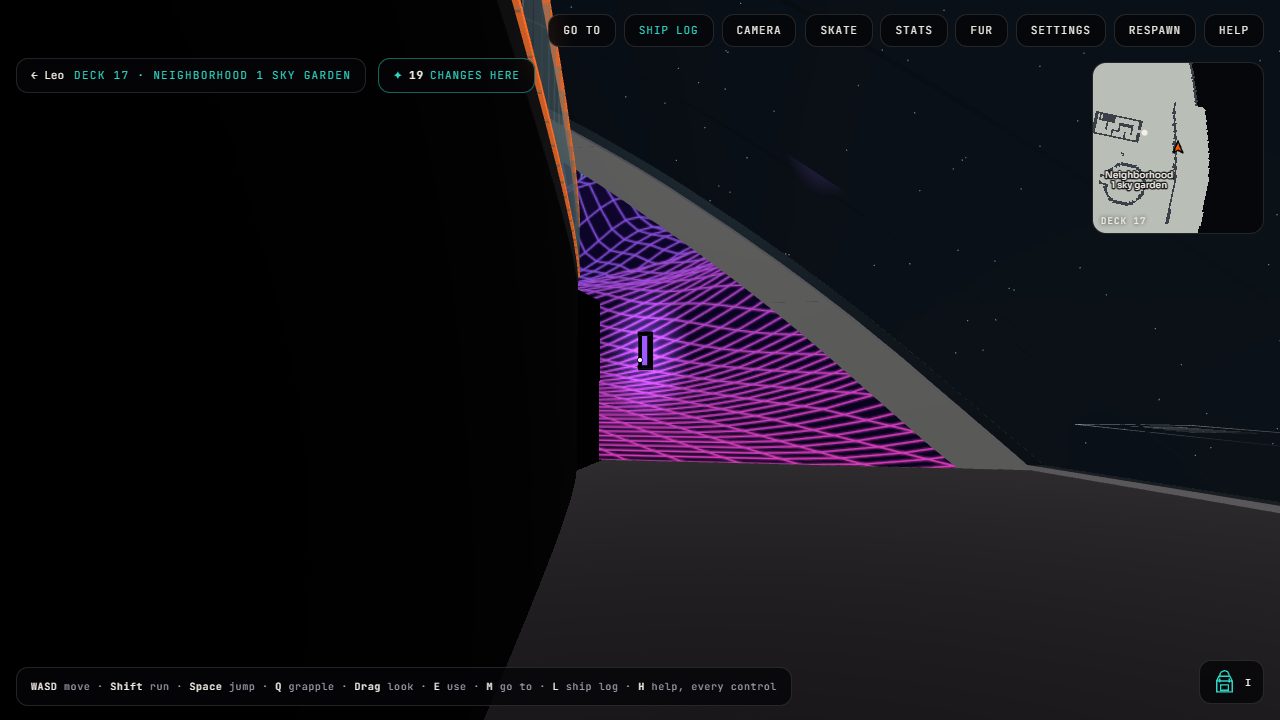 GO TO
SHIP LOG
CAMERA
SKATE
STATS
FUR
SETTINGS
RESPAWN
HELP
← Leo DECK 17 · NEIGHBORHOOD 1 SKY GARDEN
✦ 19 CHANGES HERE
Neighborhood
1 sky garden
DECK 17
WASD move · Shift run · Space jump · Q grapple · Drag look · E use · M go to · L ship log · H help, every control
I